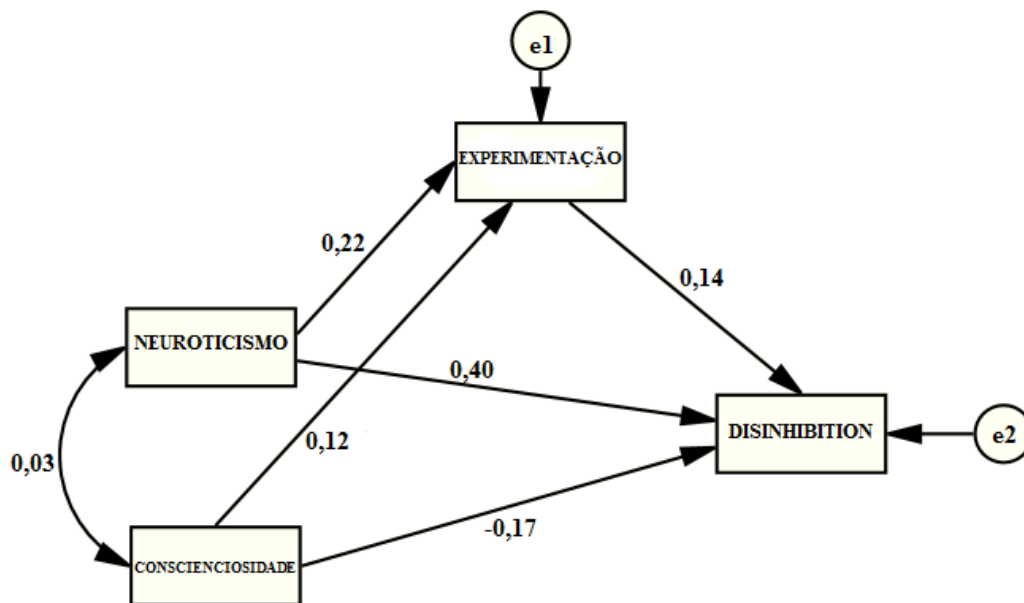 e1
EXPERIMENTAÇÃO
0,22
0,14
NEUROTICISMO
0,40
DISINHIBITION
e2
0,12
0,03
-0,17
CONSCIENCIOSIDADE